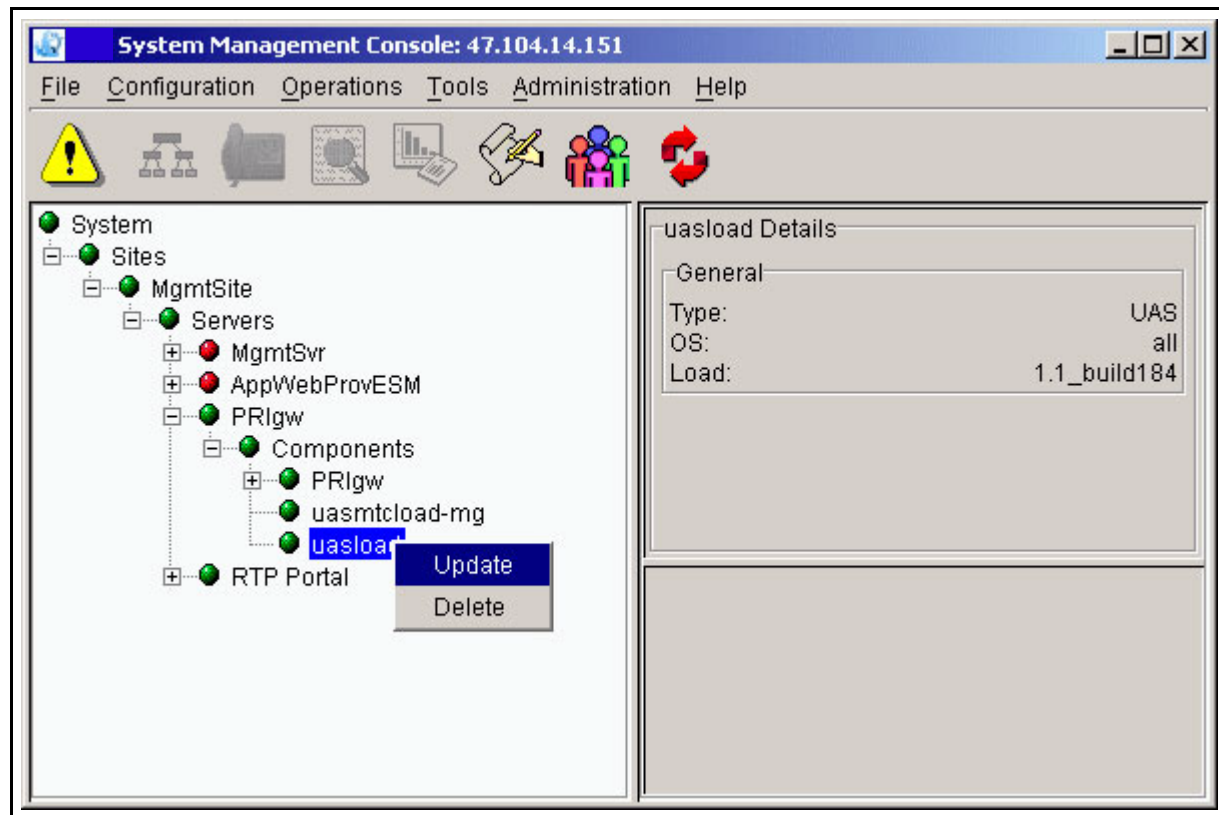 System Management Console: 47.104.14.151
File Configuration Operations Tools Administration Help
System
Sites
MgmtSite
Servers
MgmtSvr
AppWebProvESM
PRIgw
Components
PRIgw
uasmtcload-mg
uasload
RTP Portal
Update
Delete
uasload Details
General
Type: UAS
OS: all
Load: 1.1_build184